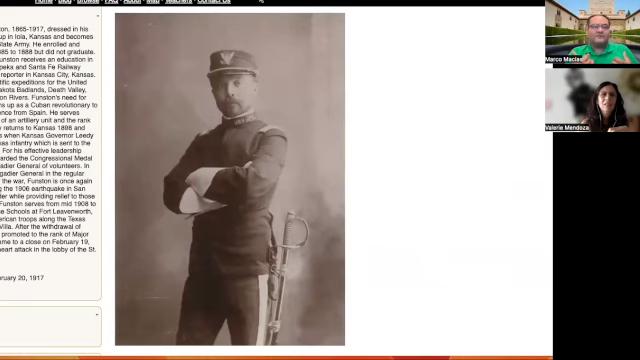 Home • Blog • Browse • FAQ • About • Map • Teachers • Contact Us
ton, 1865-1917, dressed in his
up in Iola, Kansas and becomes
State Army. He enrolled and
85 to 1888 but did not graduate.
unston receives an education in
peka and Santa Fe Railway
reporter in Kansas City, Kansas.
tific expeditions for the United
akota Badlands, Death Valley,
on Rivers. Funston's need for
ns up as a Cuban revolutionary to
ence from Spain. He serves
of an artillery unit and the rank
y returns to Kansas 1898 and
s when Kansas Governor Leedy
sas infantry which is sent to the
. For his effective leadership
arded the Congressional Medal
gadier General of volunteers. In
igadier General in the regular
the war, Funston is once again
g the 1906 earthquake in San
der while providing relief to those
Funston serves from mid 1908 to
ce Schools at Fort Leavenworth,
erican troops along the Texas
Villa. After the withdrawal of
promoted to the rank of Major
me to a close on February 19,
heart attack in the lobby of the St.
ruary 20, 1917
Marco Macias
Valerie Mendoza